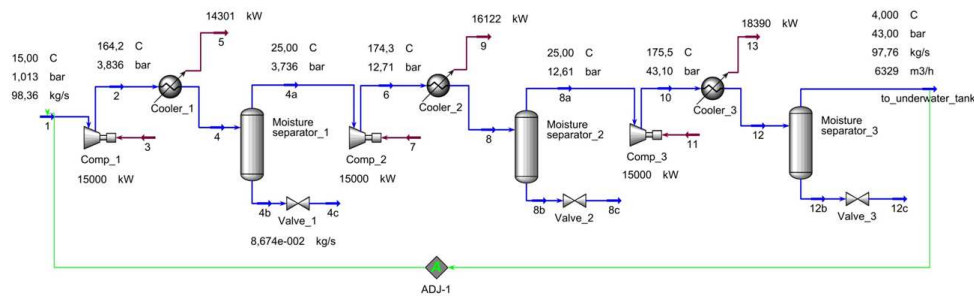 14301 kW
5
16122 kW
9
18390 kW
13
4,000 C
43,00 bar
97,76 kg/s
6329 m3/h
15,00 C
1,013 bar
98,36 kg/s
164,2 C
3,836 bar
25,00 C
3,736 bar
174,3 C
12,71 bar
25,00 C
12,61 bar
175,5 C
43,10 bar
2
4a
6
8a
10
to_underwater_tank
Cooler_1
Cooler_2
Cooler_3
1
3
4
7
8
11
12
Moisture
separator_1
Moisture
separator_2
Moisture
separator_3
Comp_1
Comp_2
Comp_3
15000 kW
15000 kW
15000 kW
4b
4c
8b
8c
12b
12c
Valve_1
Valve_2
Valve_3
8,674e-002 kg/s
A
ADJ-1